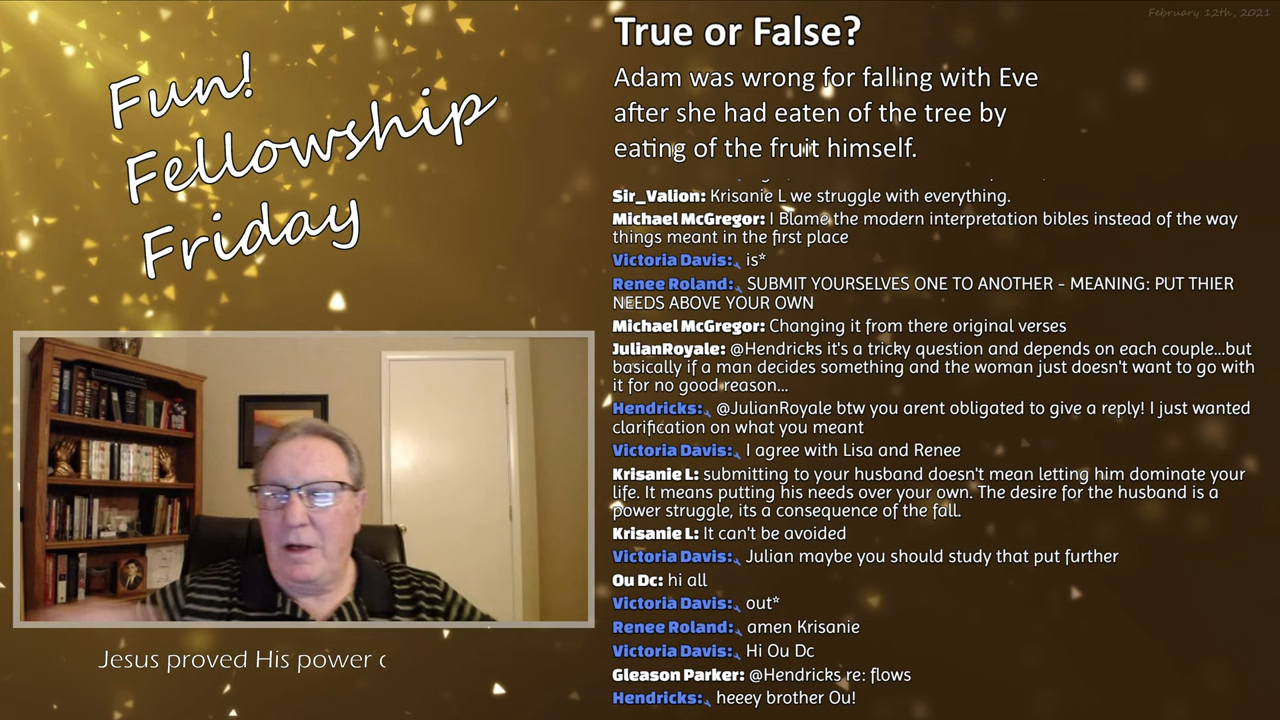 February 12th, 2021
Fun!
Fellowship
Friday
True or False?
Adam was wrong for falling with Eve
after she had eaten of the tree by
eating of the fruit himself.
Sir_Valion: Krisanie L we struggle with everything.
Michael McGregor: I Blame the modern interpretation bibles instead of the way
things meant in the first place
Victoria Davis: is*
Renee Roland: SUBMIT YOURSELVES ONE TO ANOTHER - MEANING: PUT THIER
NEEDS ABOVE YOUR OWN
Michael McGregor: Changing it from there original verses
JulianRoyale: @Hendricks it's a tricky question and depends on each couple...but
basically if a man decides something and the woman just doesn't want to go with
it for no good reason...
Hendricks: @JulianRoyale btw you arent obligated to give a reply! I just wanted
clarification on what you meant
Victoria Davis: I agree with Lisa and Renee
Krisanie L: submitting to your husband doesn't mean letting him dominate your
life. It means putting his needs over your own. The desire for the husband is a
power struggle, its a consequence of the fall.
Krisanie L: It can't be avoided
Victoria Davis: Julian maybe you should study that put further
Ou Dc: hi all
Victoria Davis: out*
Renee Roland: amen Krisanie
Victoria Davis: Hi Ou Dc
Gleason Parker: @Hendricks re: flows
Hendricks: heeey brother Ou!
Jesus proved His power